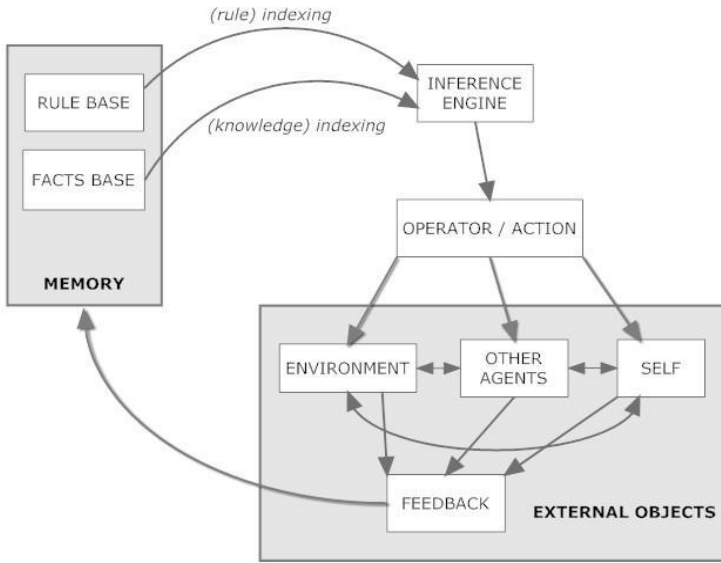 (rule) indexing
RULE BASE
INFERENCE
ENGINE
(knowledge) indexing
FACTS BASE
OPERATOR / ACTION
MEMORY
ENVIRONMENT
OTHER
AGENTS
SELF
FEEDBACK
EXTERNAL OBJECTS